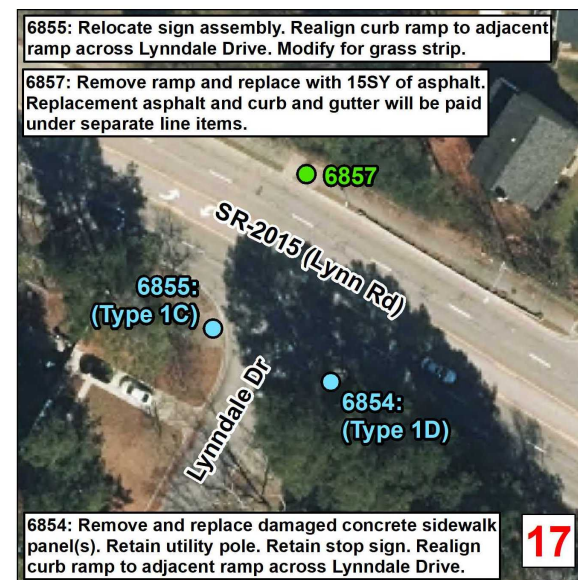 6855: Relocate sign assembly. Realign curb ramp to adjacent
ramp across Lynndale Drive. Modify for grass strip.
6857: Remove ramp and replace with 15SY of asphalt.
Replacement asphalt and curb and gutter will be paid
under separate line items.
6857
SR-2015 (Lynn Rd)
6855:
(Type 1C)
6854:
(Type 1D)
Lynndale Dr
6854: Remove and replace damaged concrete sidewalk
panel(s). Retain utility pole. Retain stop sign. Realign
curb ramp to adjacent ramp across Lynndale Drive.
17